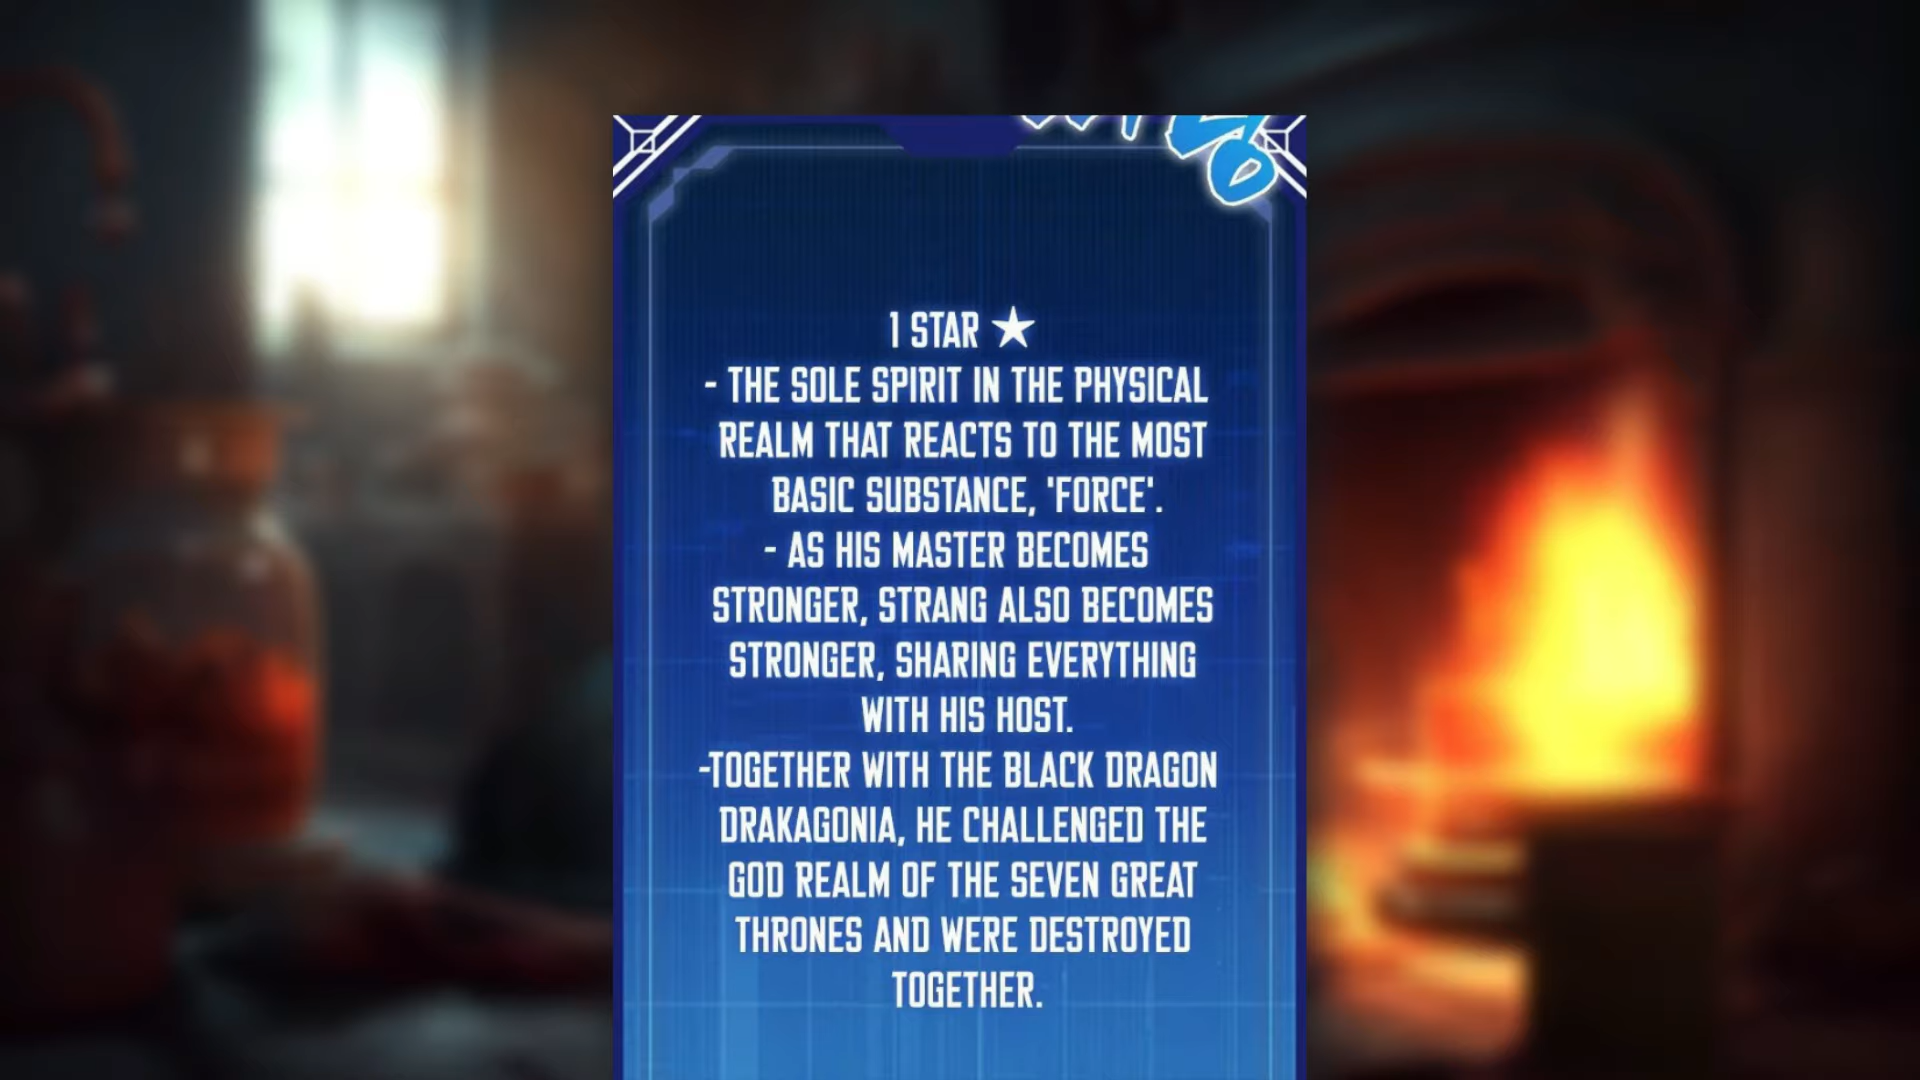 1 STAR ★
- THE SOLE SPIRIT IN THE PHYSICAL
REALM THAT REACTS TO THE MOST
BASIC SUBSTANCE, 'FORCE'.
- AS HIS MASTER BECOMES
STRONGER, STRANG ALSO BECOMES
STRONGER, SHARING EVERYTHING
WITH HIS HOST.
-TOGETHER WITH THE BLACK DRAGON
DRAKAGONIA, HE CHALLENGED THE
GOD REALM OF THE SEVEN GREAT
THRONES AND WERE DESTROYED
TOGETHER.